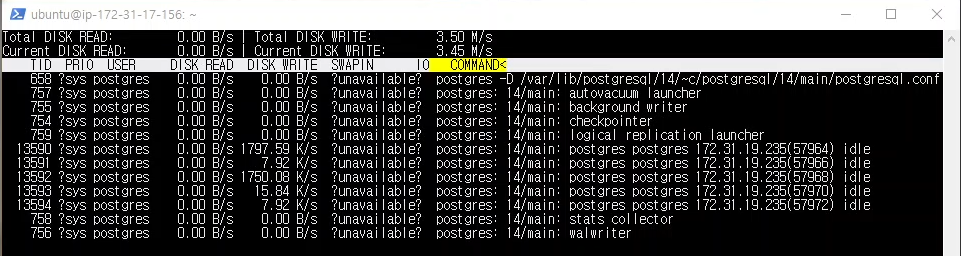 ubuntu@ip-172-31-17-156: ~
Total DISK READ: 0.00 B/s | Total DISK WRITE: 3.50 M/s
Current DISK READ: 0.00 B/s | Current DISK WRITE: 3.45 M/s
TID PRIO USER DISK READ DISK WRITE SWAPIN IO COMMAND<
658 ?sys postgres 0.00 B/s 0.00 B/s ?unavailable? postgres -D /var/lib/postgresql/14/~c/postgresql/14/main/postgresql.conf
757 ?sys postgres 0.00 B/s 0.00 B/s ?unavailable? postgres: 14/main: autovacuum launcher
755 ?sys postgres 0.00 B/s 0.00 B/s ?unavailable? postgres: 14/main: background writer
754 ?sys postgres 0.00 B/s 0.00 B/s ?unavailable? postgres: 14/main: checkpointer
759 ?sys postgres 0.00 B/s 0.00 B/s ?unavailable? postgres: 14/main: logical replication launcher
13590 ?sys postgres 0.00 B/s 1797.59 K/s ?unavailable? postgres: 14/main: postgres postgres 172.31.19.235(57964) idle
13591 ?sys postgres 0.00 B/s 7.92 K/s ?unavailable? postgres: 14/main: postgres postgres 172.31.19.235(57966) idle
13592 ?sys postgres 0.00 B/s 1750.08 K/s ?unavailable? postgres: 14/main: postgres postgres 172.31.19.235(57968) idle
13593 ?sys postgres 0.00 B/s 15.84 K/s ?unavailable? postgres: 14/main: postgres postgres 172.31.19.235(57970) idle
13594 ?sys postgres 0.00 B/s 7.92 K/s ?unavailable? postgres: 14/main: postgres postgres 172.31.19.235(57972) idle
758 ?sys postgres 0.00 B/s 0.00 B/s ?unavailable? postgres: 14/main: stats collector
756 ?sys postgres 0.00 B/s 0.00 B/s ?unavailable? postgres: 14/main: walwriter